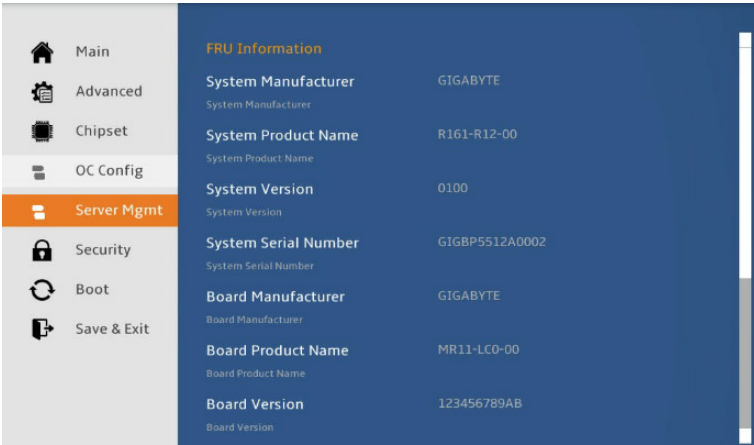 Main
Advanced
Chipset
OC Config
Server Mgmt
Security
Boot
Save & Exit
FRU Information
System Manufacturer GIGABYTE
System Manufacturer
System Product Name R161-R12-00
System Product Name
System Version 0100
System Version
System Serial Number GIGBP5512A0002
System Serial Number
Board Manufacturer GIGABYTE
Board Manufacturer
Board Product Name MR11-LC0-00
Board Product Name
Board Version 123456789AB
Board Version